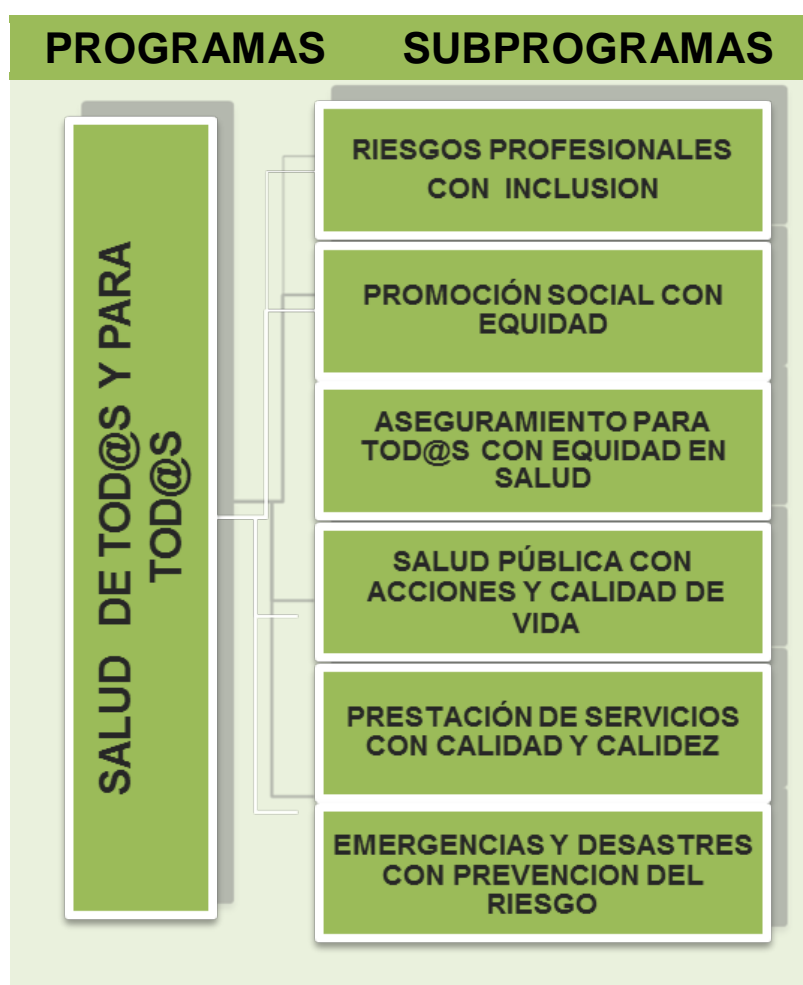 PROGRAMAS SUBPROGRAMAS
SALUD DE TOD@S Y PARA
TOD@S
RIESGOS PROFESIONALES
CON INCLUSION
PROMOCIÓN SOCIAL CON
EQUIDAD
ASEGURAMIENTO PARA
TOD@S CON EQUIDAD EN
SALUD
SALUD PÚBLICA CON
ACCIONES Y CALIDAD DE
VIDA
PRESTACIÓN DE SERVICIOS
CON CALIDAD Y CALIDEZ
EMERGENCIAS Y DESASTRES
CON PREVENCION DEL
RIESGO